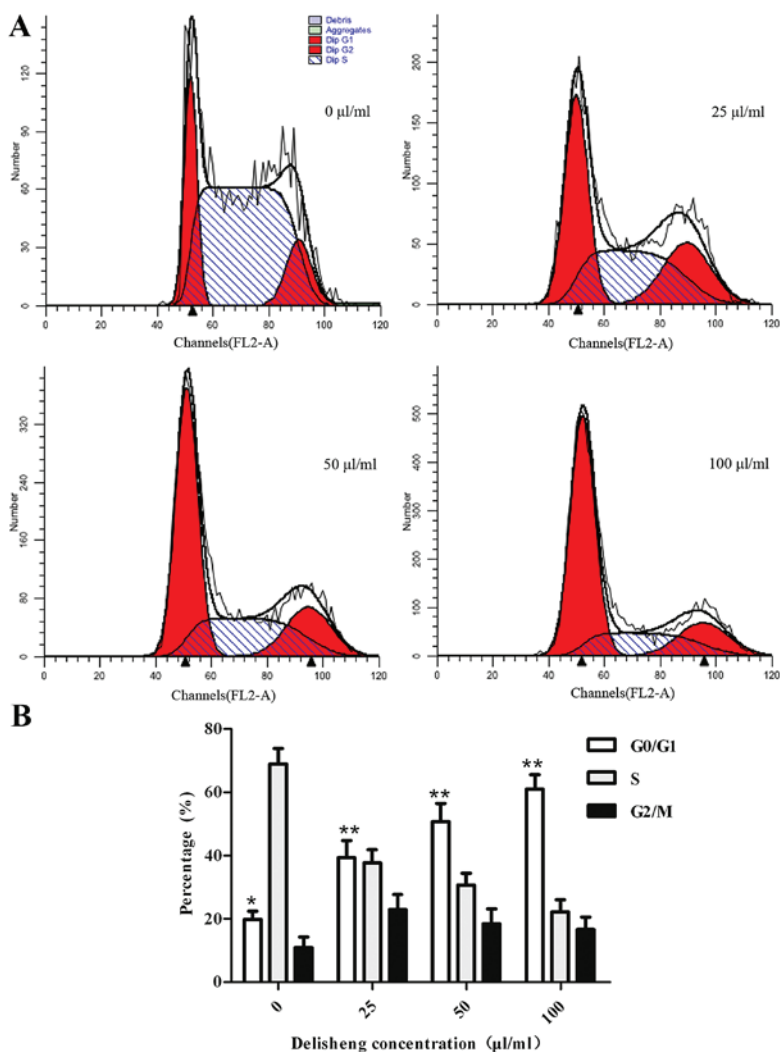 A
Debris
Aggregates
Dip G1
Dip G2
Dip S
0 µl/ml
Number
0 30 60 90 120
0 20 40 60 80 100 120
Channels(FL2-A)
25 µl/ml
Number
0 50 100 150 200
0 20 40 60 80 100 120
Channels(FL2-A)
50 µl/ml
Number
0 80 160 240 320
0 20 40 60 80 100 120
Channels(FL2-A)
100 µl/ml
Number
0 100 200 300 400 500
0 20 40 60 80 100 120
Channels(FL2-A)
B
Percentage (%)
80
60
40
20
0
* ** ** **
G0/G1
S
G2/M
0 25 50 100
Delisheng concentration (µl/ml)